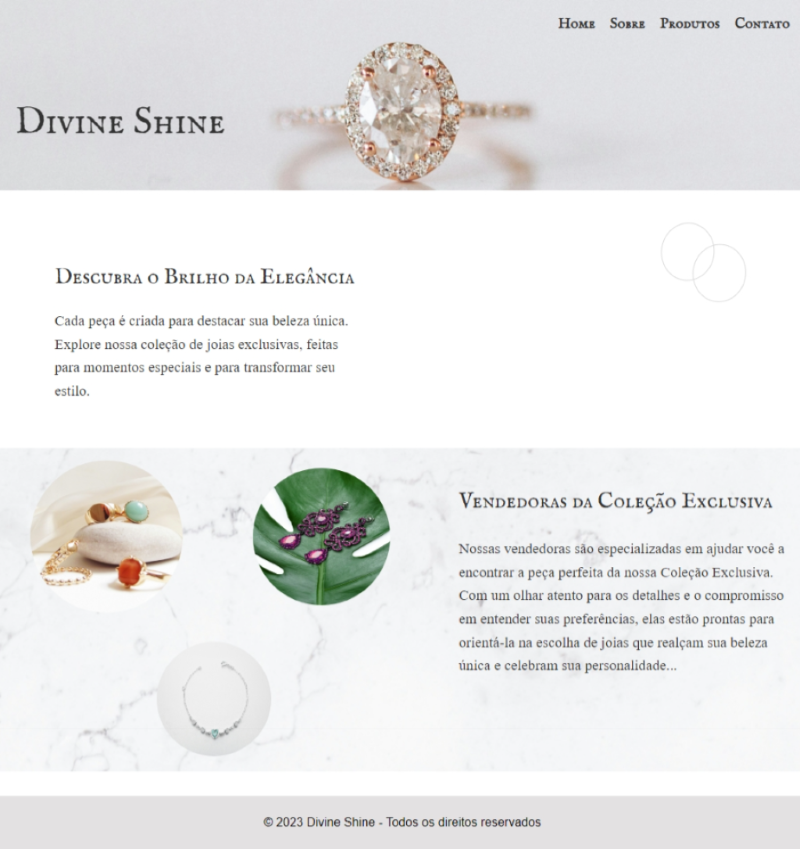 Home Sobre Produtos Contato
Divine Shine
Descubra o Brilho da Elegância
Cada peça é criada para destacar sua beleza única.
Explore nossa coleção de joias exclusivas, feitas
para momentos especiais e para transformar seu
estilo.
Vendedoras da Coleção Exclusiva
Nossas vendedoras são especializadas em ajudar você a
encontrar a peça perfeita da nossa Coleção Exclusiva.
Com um olhar atento para os detalhes e o compromisso
em entender suas preferências, elas estão prontas para
orientá-la na escolha de joias que realçam sua beleza
única e celebram sua personalidade...
© 2023 Divine Shine - Todos os direitos reservados